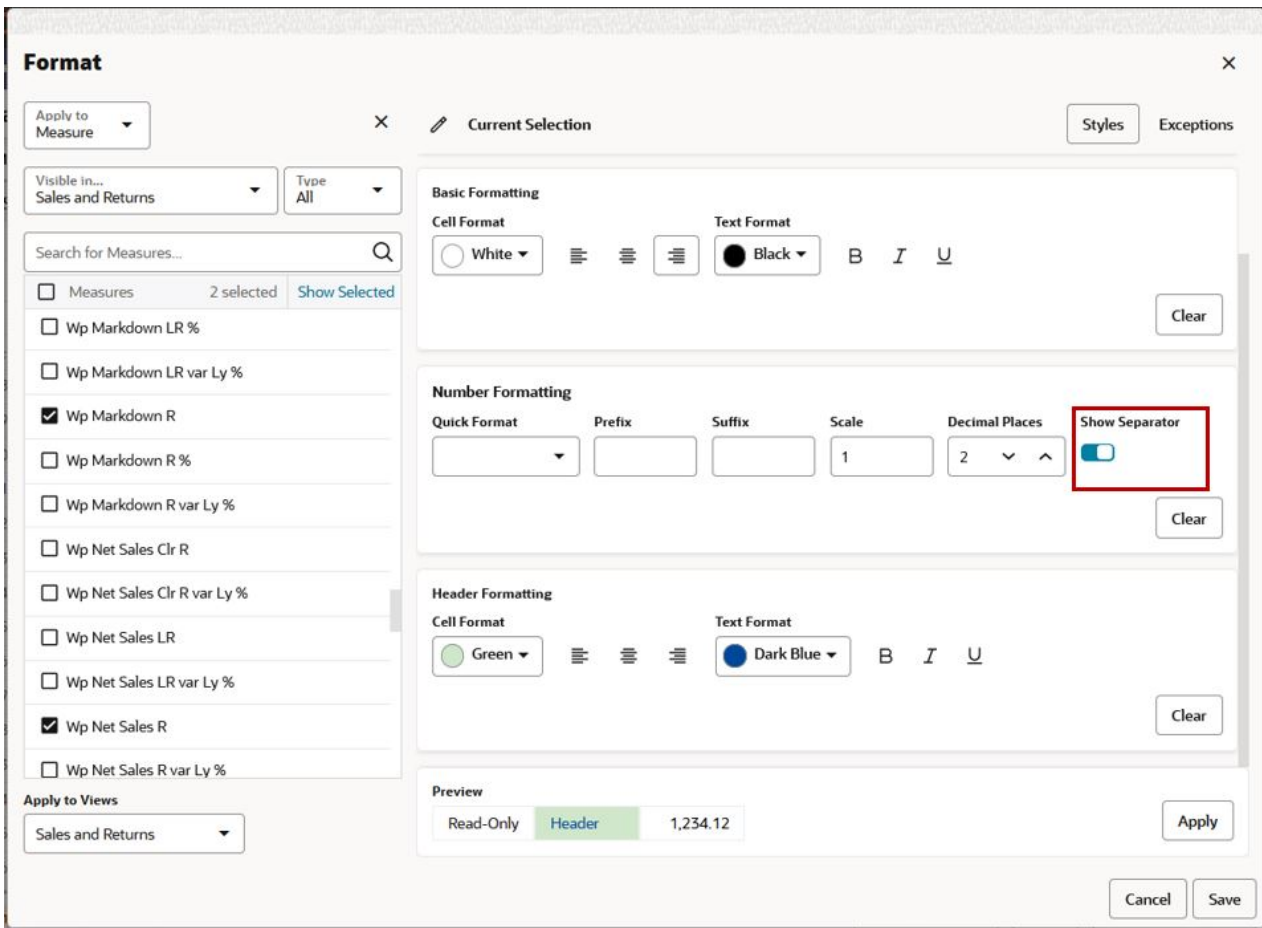 Format
Apply to
Measure
Current Selection
Styles
Exceptions
Visible in...
Sales and Returns
Type
All
Search for Measures...
Measures
2 selected
Show Selected
Wp Markdown LR %
Wp Markdown LR var Ly %
Wp Markdown R
Wp Markdown R %
Wp Markdown R var Ly %
Wp Net Sales Clr R
Wp Net Sales Clr R var Ly %
Wp Net Sales LR
Wp Net Sales LR var Ly %
Wp Net Sales R
Wp Net Sales R var Ly %
Apply to Views
Sales and Returns
Basic Formatting
Cell Format
Text Format
White
Black
B I U
Clear
Number Formatting
Quick Format
Prefix
Suffix
Scale
Decimal Places
Show Separator
1
2
Clear
Header Formatting
Cell Format
Text Format
Green
Dark Blue
B I U
Clear
Preview
Read-Only
Header
1,234.12
Apply
Cancel
Save